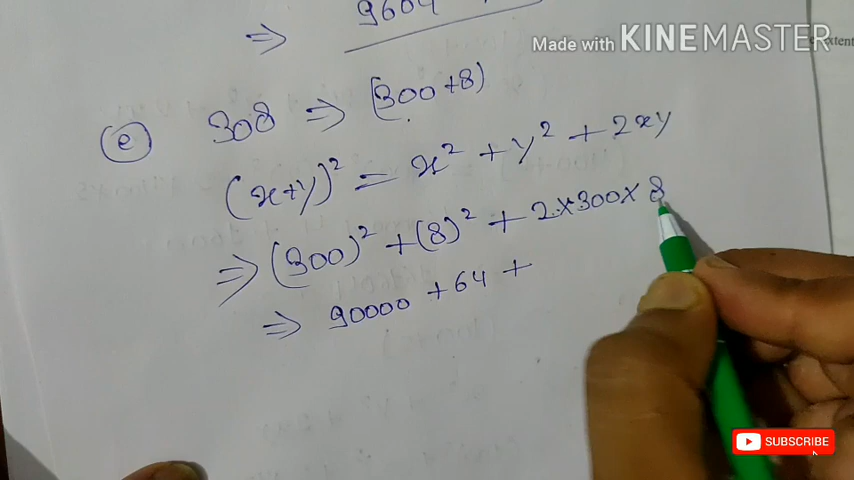 ⇒ 9604
Made with KINEMASTER
extent
(e) 308 ⇒ (300+8)
(x+y)² = x² + y² + 2xy
⇒ (300)² + (8)² + 2×300×8
⇒ 90000 + 64 +
SUBSCRIBE